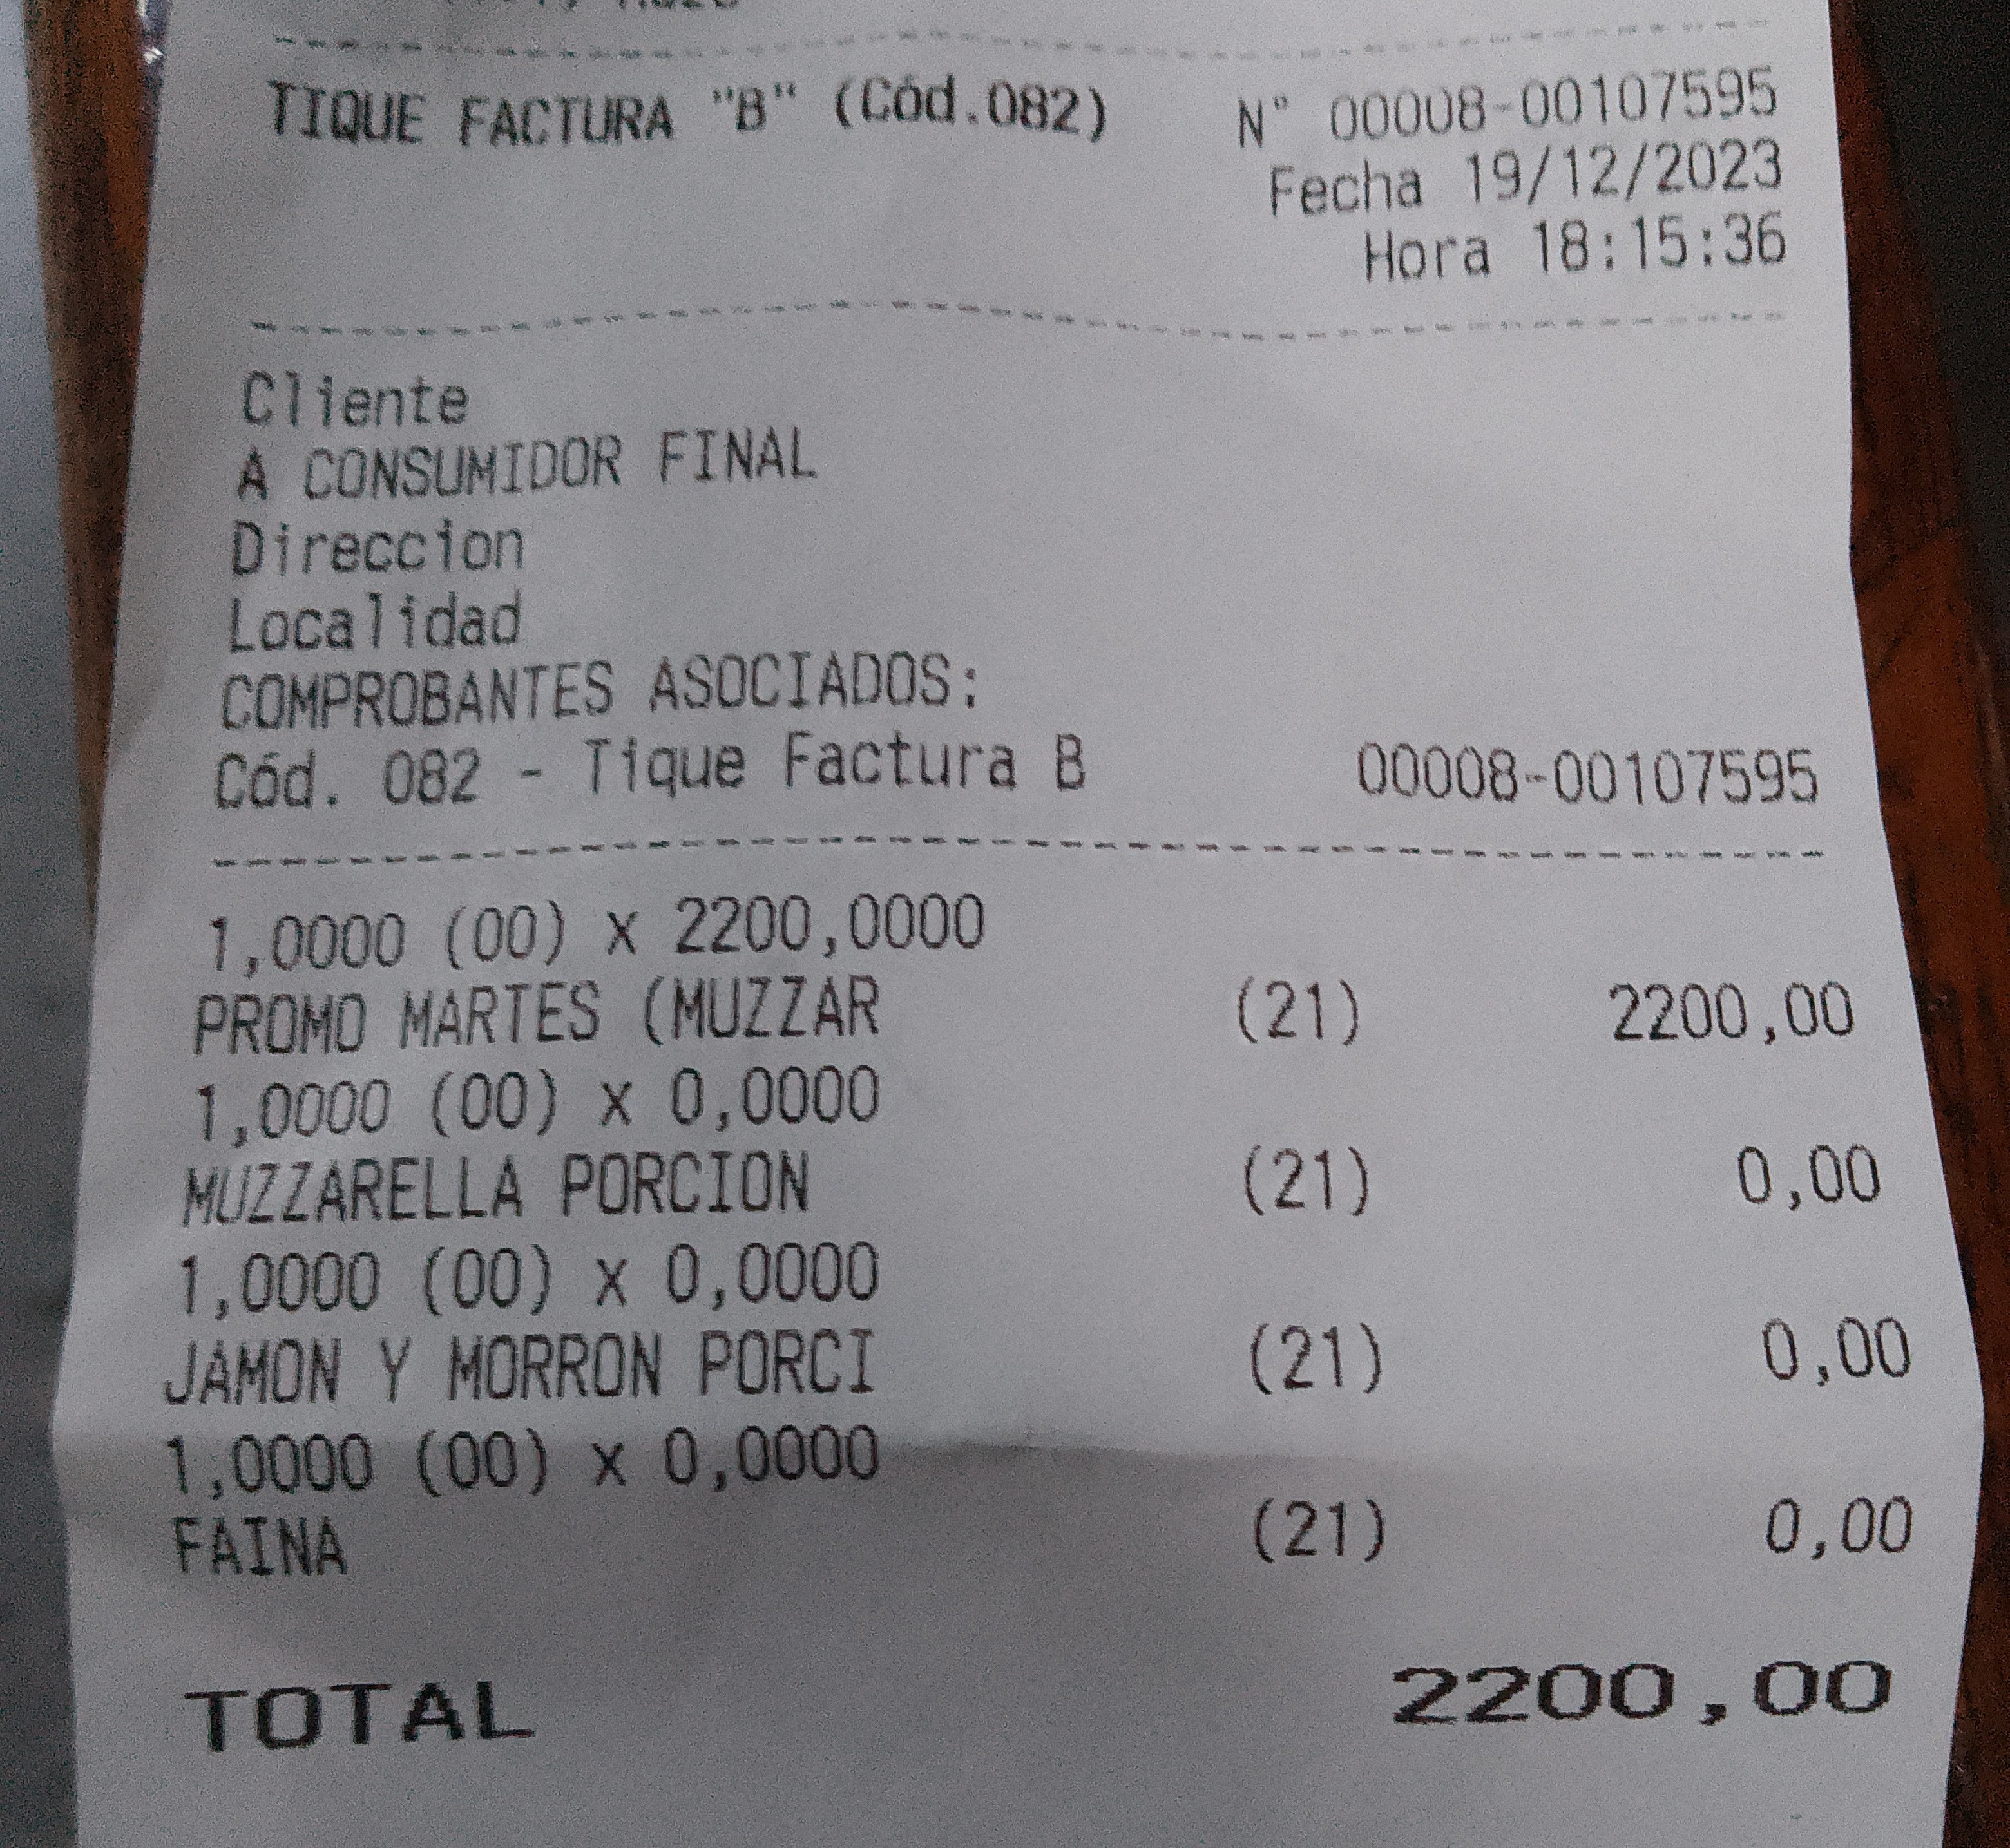 TIQUE FACTURA "B" (Cód.082) N° 00008-00107595
Fecha 19/12/2023
Hora 18:15:36
Cliente
A CONSUMIDOR FINAL
Direccion
Localidad
COMPROBANTES ASOCIADOS:
Cód. 082 - Tique Factura B 00008-00107595
1,0000 (00) x 2200,0000
PROMO MARTES (MUZZAR (21) 2200,00
1,0000 (00) x 0,0000
MUZZARELLA PORCION (21) 0,00
1,0000 (00) x 0,0000
JAMON Y MORRON PORCI (21) 0,00
1,0000 (00) x 0,0000
FAINA (21) 0,00
TOTAL 2200,00